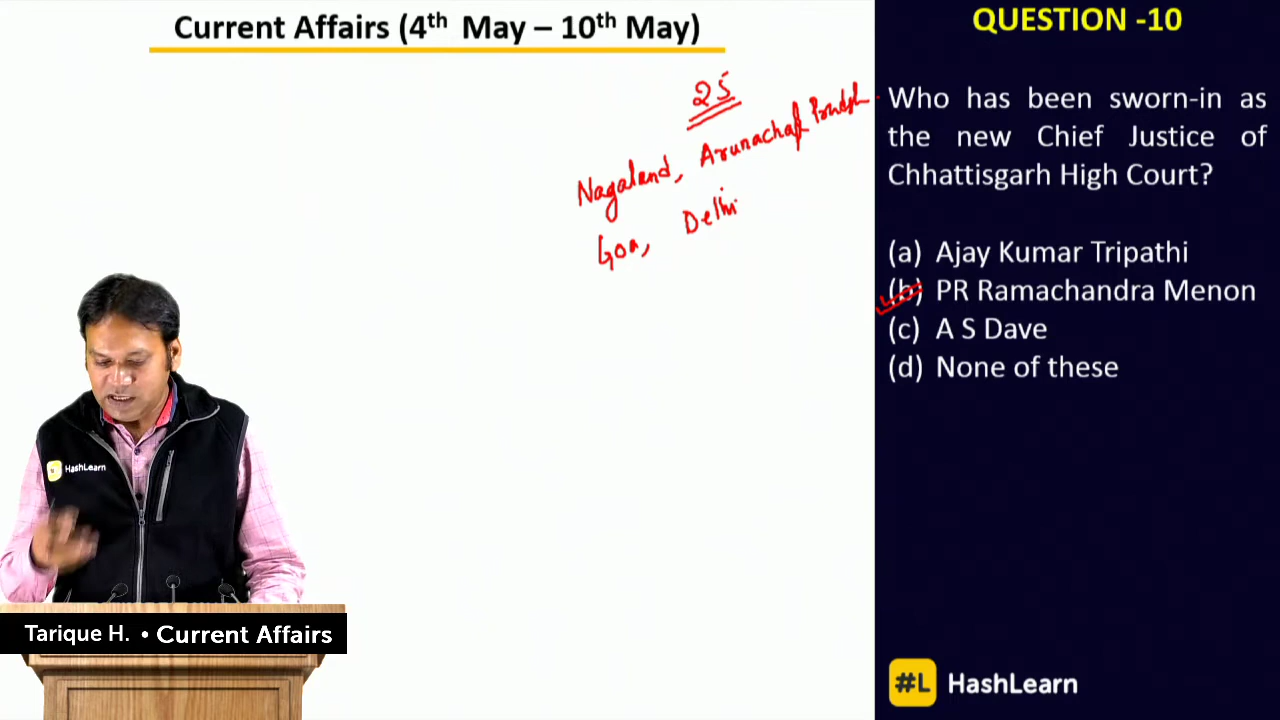 Current Affairs (4th May – 10th May)
25
Nagaland, Arunachal Pradesh
Goa, Delhi
HashLearn
Tarique H. • Current Affairs
QUESTION -10
Who has been sworn-in as
the new Chief Justice of
Chhattisgarh High Court?
(a) Ajay Kumar Tripathi
(b) PR Ramachandra Menon
(c) A S Dave
(d) None of these
#L HashLearn